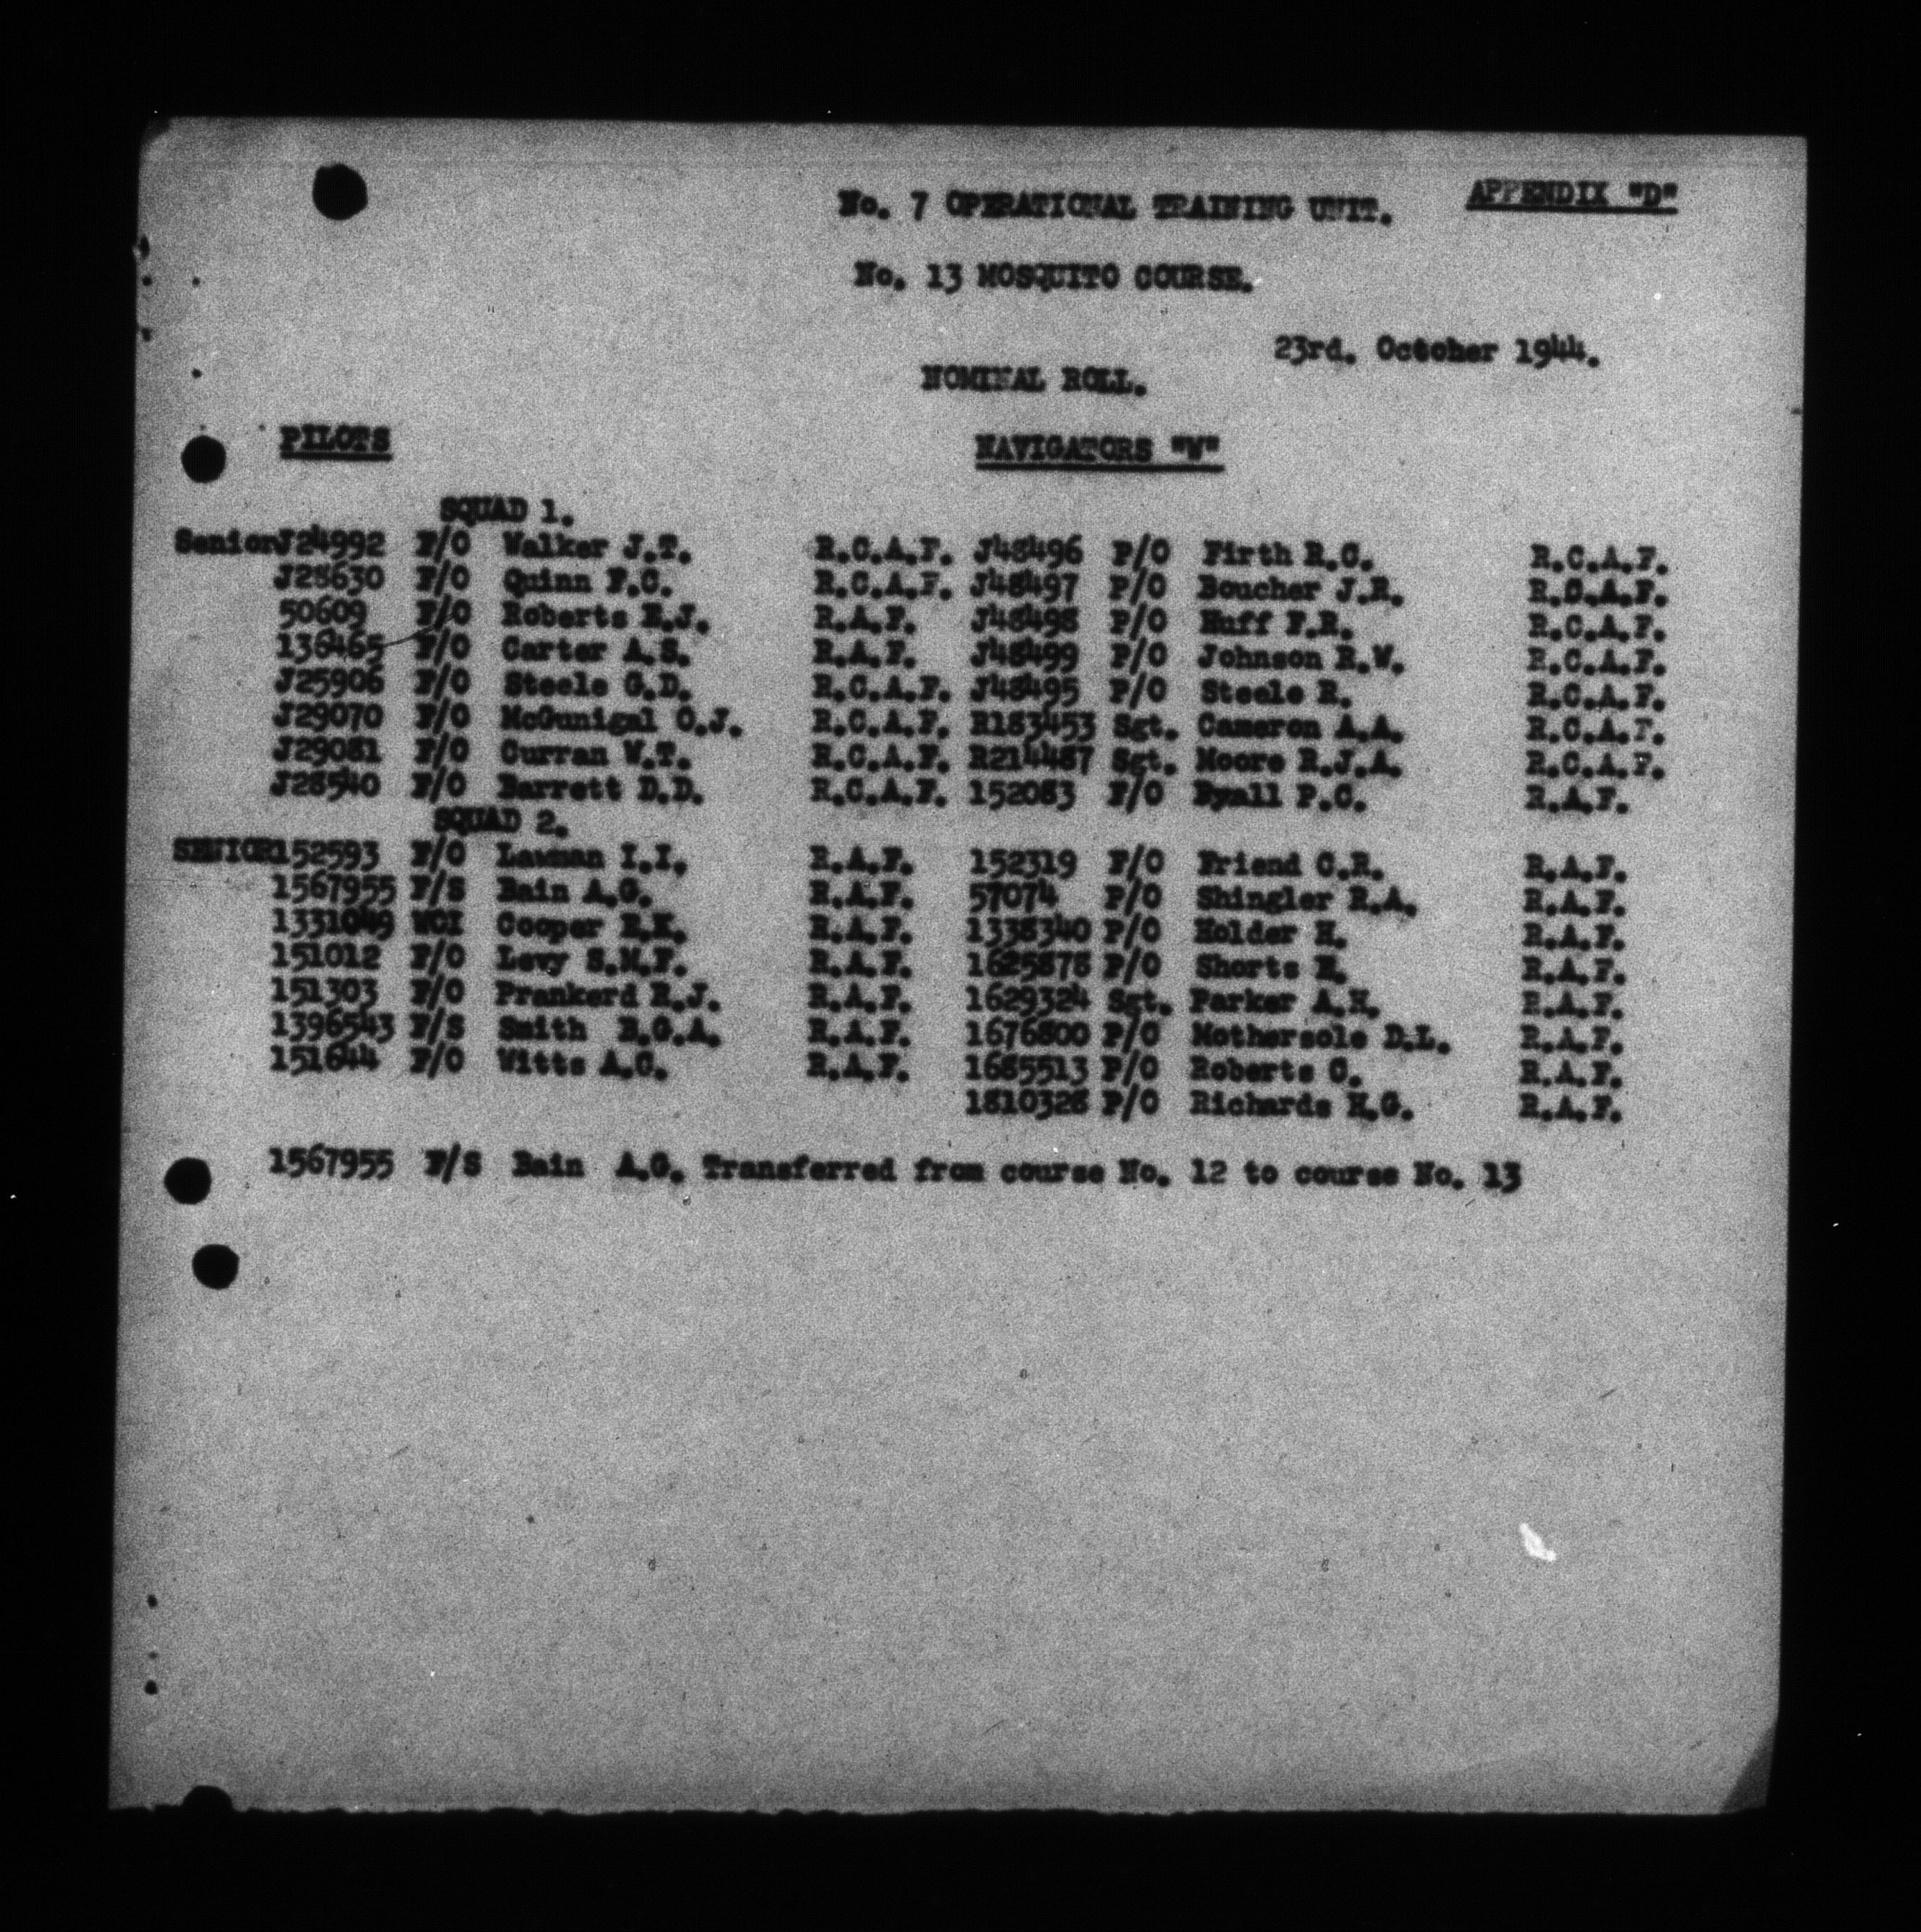 APPENDIX "D"
No. 7 OPERATIONAL TRAINING UNIT.
No. 13 MOSQUITO COURSE.
23rd. October 1944.
NOMINAL ROLL.
PILOTS NAVIGATORS "W"
SQUAD 1.
Senior J24992 F/O Walker J.T. R.C.A.F. J48496 P/O Firth R.C. R.C.A.F.
J28630 F/O Quinn F.C. R.C.A.F. J48497 P/O Boucher J.R. R.C.A.F.
50609 F/O Roberts R.A.F. J48498 P/O Huff F.R. R.C.A.F.
136465 F/O Carter A.S. R.A.F. J48499 P/O Johnson R.W. R.C.A.F.
J25906 F/O Steele G.D. R.C.A.F. J48495 P/O Steele R. R.C.A.F.
J29070 F/O McGunigal C.J. R.C.A.F. R183453 Sgt. Cameron A.A. R.C.A.F.
J29081 F/O Curran W.T. R.C.A.F. R214487 Sgt. Moore R.J.A. R.C.A.F.
J28540 F/O Barrett D.D. R.C.A.F. 152083 F/O P.C. R.A.F.
SQUAD 2.
SENIOR 152593 F/O Lawman I.I. R.A.F. 152319 F/O Friend C.R. R.A.F.
1567955 F/S Bain A.G. R.A.F. 57074 P/O Shingler R.A. R.A.F.
1331049 WOI Cooper R.K. R.A.F. 1338340 P/O Holder H. R.A.F.
151012 F/O Levy S.M.F. R.A.F. 1625878 P/O Shorts R.A.F.
151303 F/O Prankerd R.J. R.A.F. 1629324 Sgt. Parker A.H. R.A.F.
1396543 F/S Smith R.G.A. R.A.F. 1676800 P/O Mothersole D.L. R.A.F.
151644 F/O Witts A.C. R.A.F. 1685513 P/O Roberts C. R.A.F.
1810328 P/O Richards H.G. R.A.F.
1567955 F/S Bain A.G. Transferred from course No. 12 to course No. 13